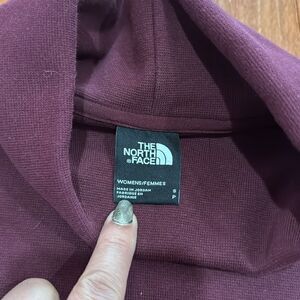 THE
NORTH
FACE
WOMENS/FEMMES
MADE IN JORDAN
FABRIQUÉ EN
JORDANIE
S
P